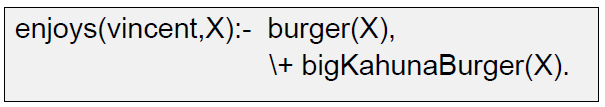 enjoys(vincent,X):- burger(X),
\+ bigKahunaBurger(X).